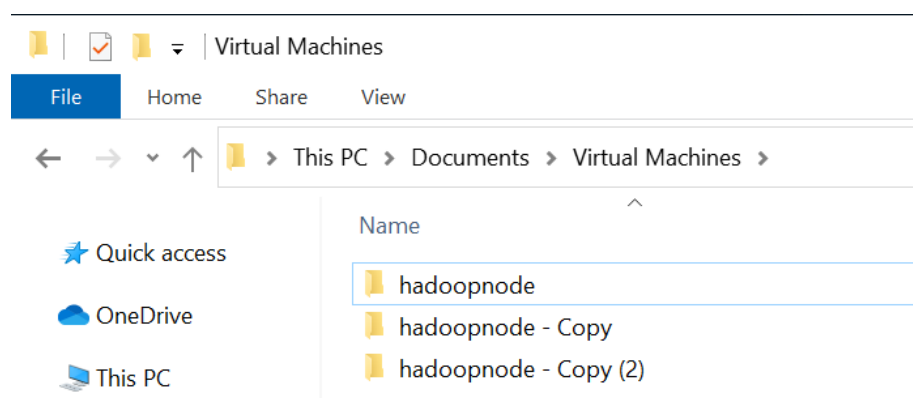 Virtual Machines
File Home Share View
This PC Documents Virtual Machines
Name
Quick access
hadoopnode
OneDrive
hadoopnode - Copy
This PC
hadoopnode - Copy (2)